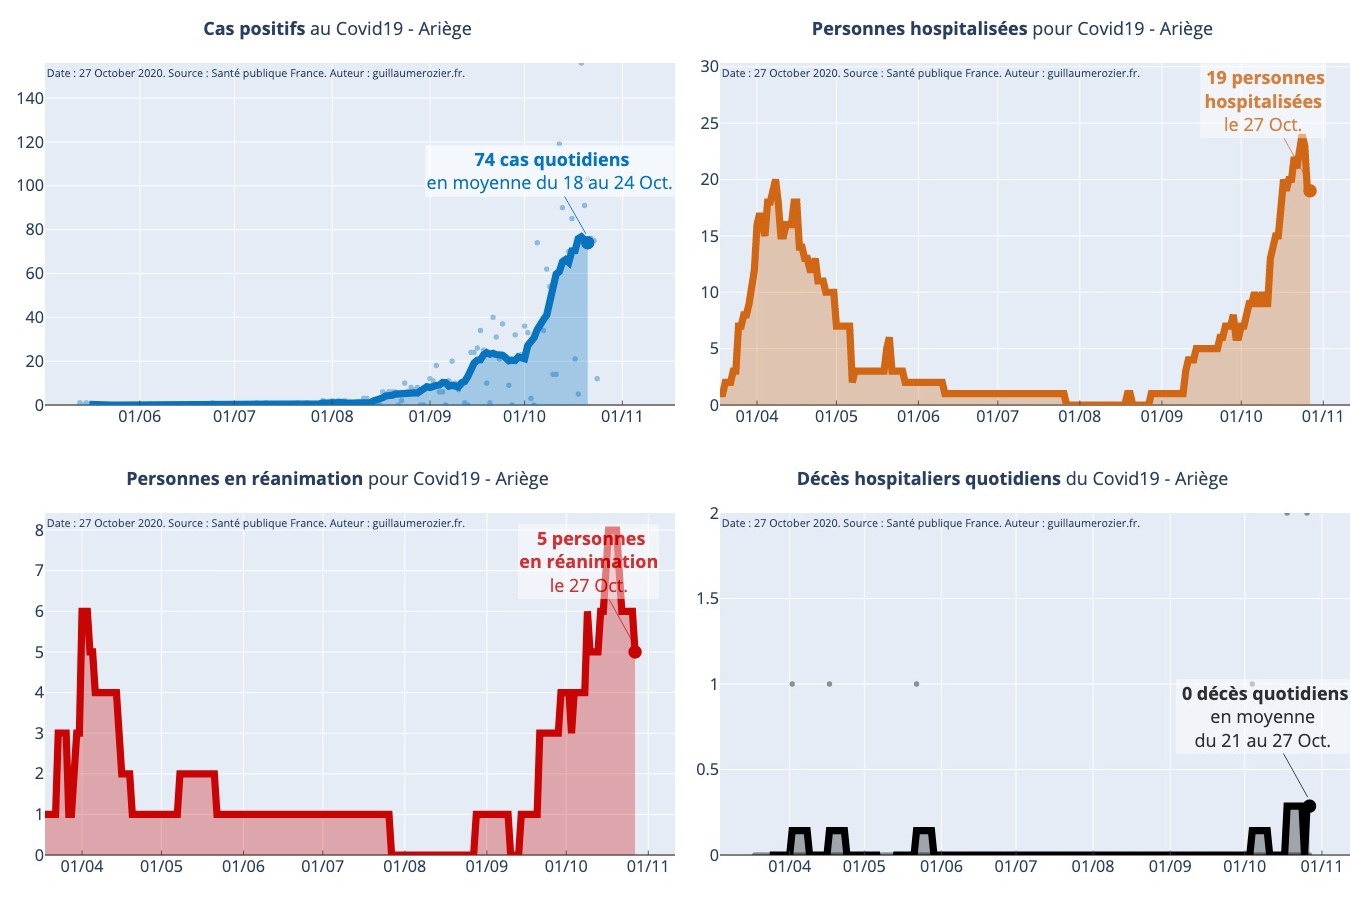 Cas positifs au Covid19 - Ariège
Date : 27 October 2020. Source : Santé publique France. Auteur : guillaumerozier.fr.
140
120
100
80
60
40
20
0
74 cas quotidiens
en moyenne du 18 au 24 Oct.
01/06 01/07 01/08 01/09 01/10 01/11
Personnes hospitalisées pour Covid19 - Ariège
Date : 27 October 2020. Source : Santé publique France. Auteur : guillaumerozier.fr.
30
25
20
15
10
5
0
19 personnes
hospitalisées
le 27 Oct.
01/04 01/05 01/06 01/07 01/08 01/09 01/10 01/11
Personnes en réanimation pour Covid19 - Ariège
Date : 27 October 2020. Source : Santé publique France. Auteur : guillaumerozier.fr.
8
7
6
5
4
3
2
1
0
5 personnes
en réanimation
le 27 Oct.
01/04 01/05 01/06 01/07 01/08 01/09 01/10 01/11
Décès hospitaliers quotidiens du Covid19 - Ariège
Date : 27 October 2020. Source : Santé publique France. Auteur : guillaumerozier.fr.
2
1.5
1
0.5
0
0 décès quotidiens
en moyenne
du 21 au 27 Oct.
01/04 01/05 01/06 01/07 01/08 01/09 01/10 01/11